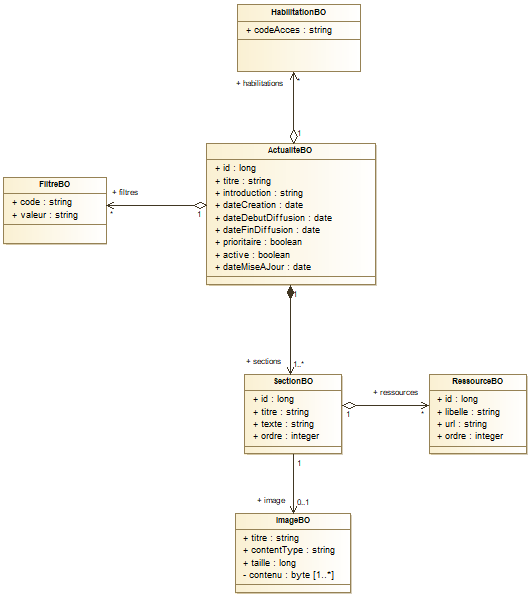 HabilitationBO
+ codeAcces : string
+ habilitations
*
1
ActualiteBO
+ id : long
+ titre : string
+ introduction : string
+ dateCreation : date
+ dateDebutDiffusion : date
+ dateFinDiffusion : date
+ prioritaire : boolean
+ active : boolean
+ dateMiseAJour : date
FiltreBO
+ code : string
+ valeur : string
+ filtres
*
1
1
+ sections
1..*
SectionBO
+ id : long
+ titre : string
+ texte : string
+ ordre : integer
+ ressources
1
*
RessourceBO
+ id : long
+ libelle : string
+ url : string
+ ordre : integer
1
+ image
0..1
ImageBO
+ titre : string
+ contentType : string
+ taille : long
- contenu : byte [1..*]